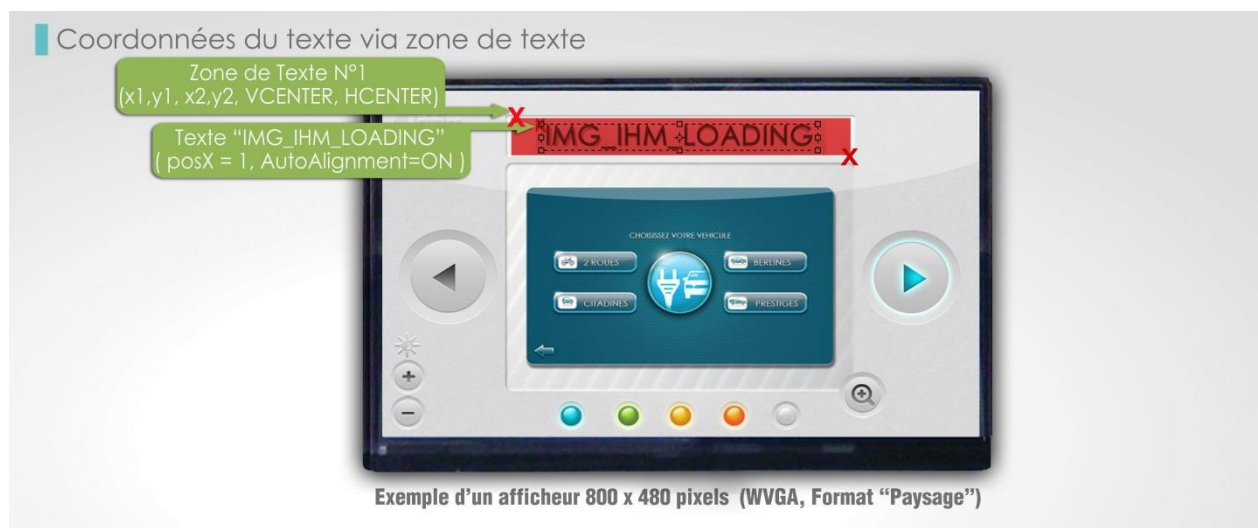 Coordonnées du texte via zone de texte
Zone de Texte N°1
(x1,y1, x2,y2, VCENTER, HCENTER)
Texte “IMG_IHM_LOADING”
( posX = 1, AutoAlignment=ON )
X
IMG_IHM_LOADING
X
CHOISISSEZ VOTRE VEHICULE
2 ROUES
BERLINES
CITADINES
PRESTIGES
+
−
Exemple d’un afficheur 800 x 480 pixels (WVGA, Format “Paysage”)